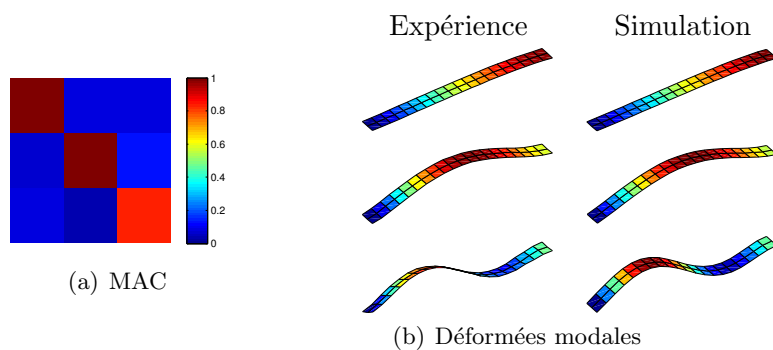 Expérience
Simulation
1
0.8
0.6
0.4
0.2
0
(a) MAC
(b) Déformées modales